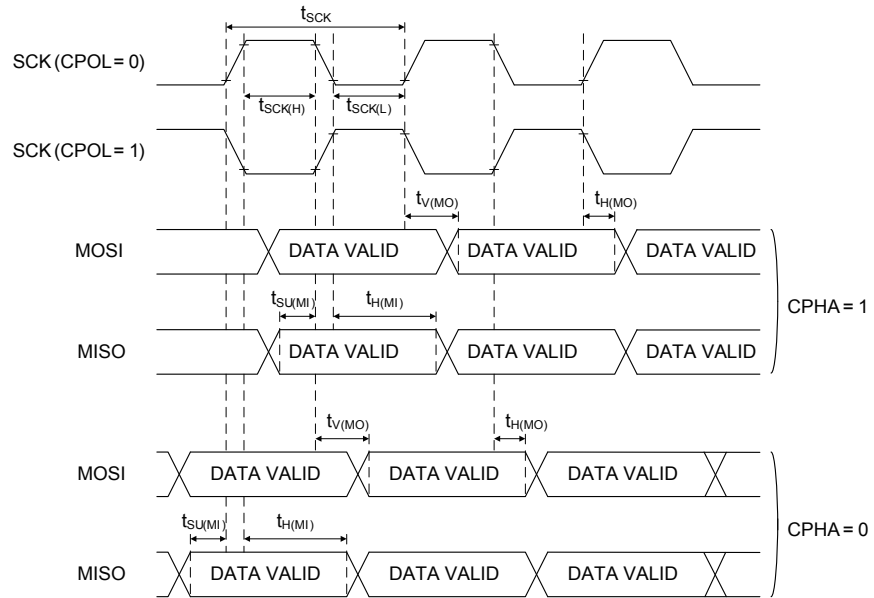 tSCK
SCK (CPOL = 0)
tSCK(H) tSCK(L)
SCK (CPOL = 1)
tV(MO) tH(MO)
MOSI DATA VALID DATA VALID DATA VALID
tSU(MI) tH(MI)
CPHA = 1
MISO DATA VALID DATA VALID DATA VALID
tV(MO) tH(MO)
MOSI DATA VALID DATA VALID DATA VALID
tSU(MI) tH(MI)
CPHA = 0
MISO DATA VALID DATA VALID DATA VALID